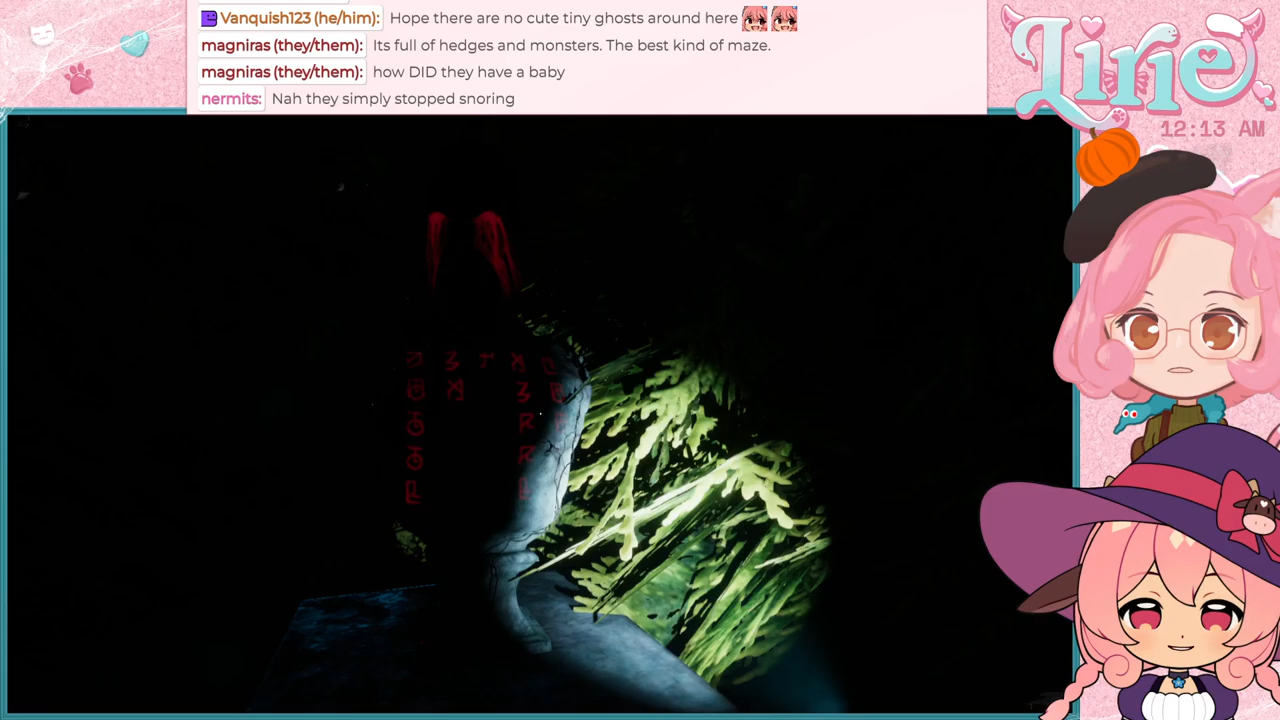 Vanquish123 (he/him): Hope there are no cute tiny ghosts around here
magniras (they/them): Its full of hedges and monsters. The best kind of maze.
magniras (they/them): how DID they have a baby
nermits: Nah they simply stopped snoring
Lirie
12:13 AM